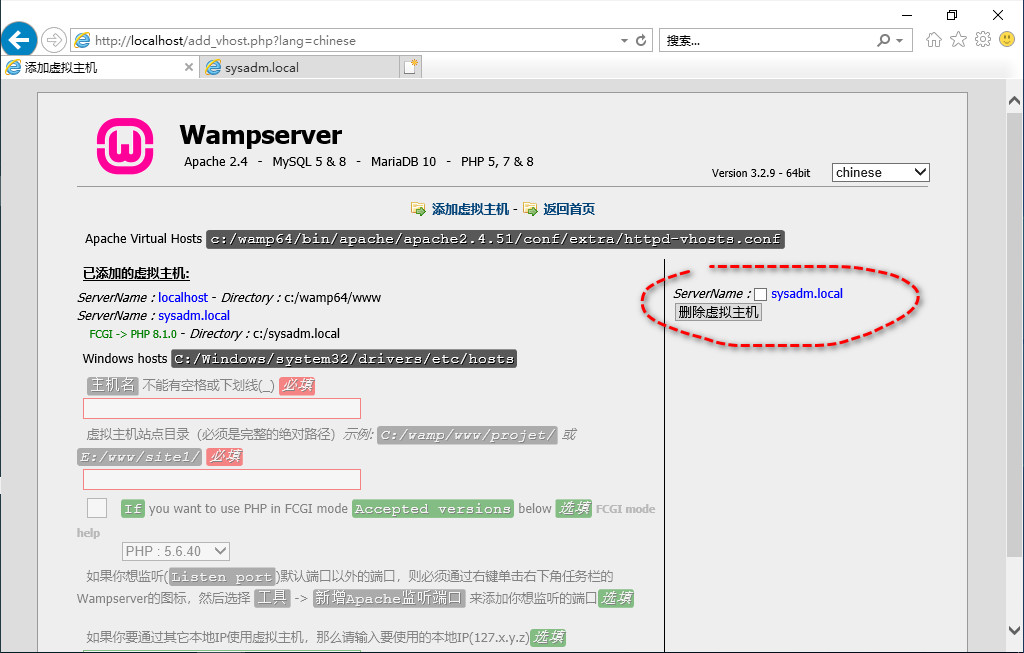 http://localhost/add_vhost.php?lang=chinese
搜索...
添加虚拟主机
sysadm.local
Wampserver
Apache 2.4 - MySQL 5 & 8 - MariaDB 10 - PHP 5, 7 & 8
Version 3.2.9 - 64bit
chinese
添加虚拟主机 - 返回首页
Apache Virtual Hosts c:/wamp64/bin/apache/apache2.4.51/conf/extra/httpd-vhosts.conf
已添加的虚拟主机:
ServerName : localhost - Directory : c:/wamp64/www
ServerName : sysadm.local
FCGI -> PHP 8.1.0 - Directory : c:/sysadm.local
Windows hosts C:/Windows/system32/drivers/etc/hosts
主机名 不能有空格或下划线(_) 必填
虚拟主机站点目录（必须是完整的绝对路径）示例: C:/wamp/www/projet/ 或
E:/www/site1/ 必填
If you want to use PHP in FCGI mode Accepted versions below 选填 FCGI mode
help
PHP : 5.6.40
如果你想监听(Listen port)默认端口以外的端口，则必须通过右键单击右下角任务栏的
Wampserver的图标，然后选择 工具 -> 新增Apache监听端口 来添加你想监听的端口 选填
如果你要通过其它本地IP使用虚拟主机，那么请输入要使用的本地IP(127.x.y.z) 选填
ServerName : sysadm.local
删除虚拟主机